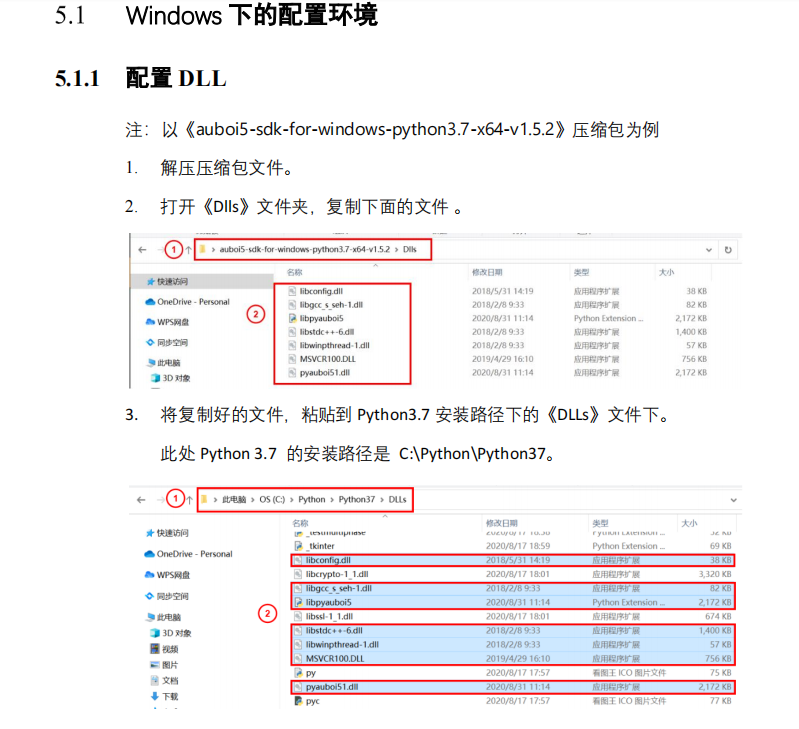 5.1 Windows 下的配置环境
5.1.1 配置 DLL
注：以《auboi5-sdk-for-windows-python3.7-x64-v1.5.2》压缩包为例
1. 解压压缩包文件。
2. 打开《Dlls》文件夹，复制下面的文件 。
1 auboi5-sdk-for-windows-python3.7-x64-v1.5.2 > Dlls
名称 修改日期 类型 大小
快速访问
OneDrive - Personal
WPS网盘
同步空间
此电脑
3D 对象
2
libconfig.dll 2018/5/31 14:19 应用程序扩展 38 KB
libgcc_s_seh-1.dll 2018/2/8 9:33 应用程序扩展 82 KB
libpyauboi5 2020/8/31 11:14 Python Extension ... 2,172 KB
libstdc++-6.dll 2018/2/8 9:33 应用程序扩展 1,400 KB
libwinpthread-1.dll 2018/2/8 9:33 应用程序扩展 57 KB
MSVCR100.DLL 2019/4/29 16:10 应用程序扩展 756 KB
pyauboi51.dll 2020/8/31 11:14 应用程序扩展 2,172 KB
3. 将复制好的文件，粘贴到 Python3.7 安装路径下的《DLLs》文件下。
此处 Python 3.7 的安装路径是 C:\Python\Python37。
1 > 此电脑 > OS (C:) > Python > Python37 > DLLs
名称 修改日期 类型 大小
快速访问
OneDrive - Personal
WPS网盘
同步空间
此电脑
3D 对象
视频
图片
文档
下载
2
_testmultiphase 2020/8/17 18:58 Python Extension ... 32 KB
_tkinter 2020/8/17 18:59 Python Extension ... 69 KB
libconfig.dll 2018/5/31 14:19 应用程序扩展 38 KB
libcrypto-1_1.dll 2020/8/17 18:01 应用程序扩展 3,320 KB
libgcc_s_seh-1.dll 2018/2/8 9:33 应用程序扩展 82 KB
libpyauboi5 2020/8/31 11:14 Python Extension ... 2,172 KB
libssl-1_1.dll 2020/8/17 18:01 应用程序扩展 674 KB
libstdc++-6.dll 2018/2/8 9:33 应用程序扩展 1,400 KB
libwinpthread-1.dll 2018/2/8 9:33 应用程序扩展 57 KB
MSVCR100.DLL 2019/4/29 16:10 应用程序扩展 756 KB
py 2020/8/17 17:57 看图王 ICO 图片文件 75 KB
pyauboi51.dll 2020/8/31 11:14 应用程序扩展 2,172 KB
pyc 2020/8/17 17:57 看图王 ICO 图片文件 77 KB